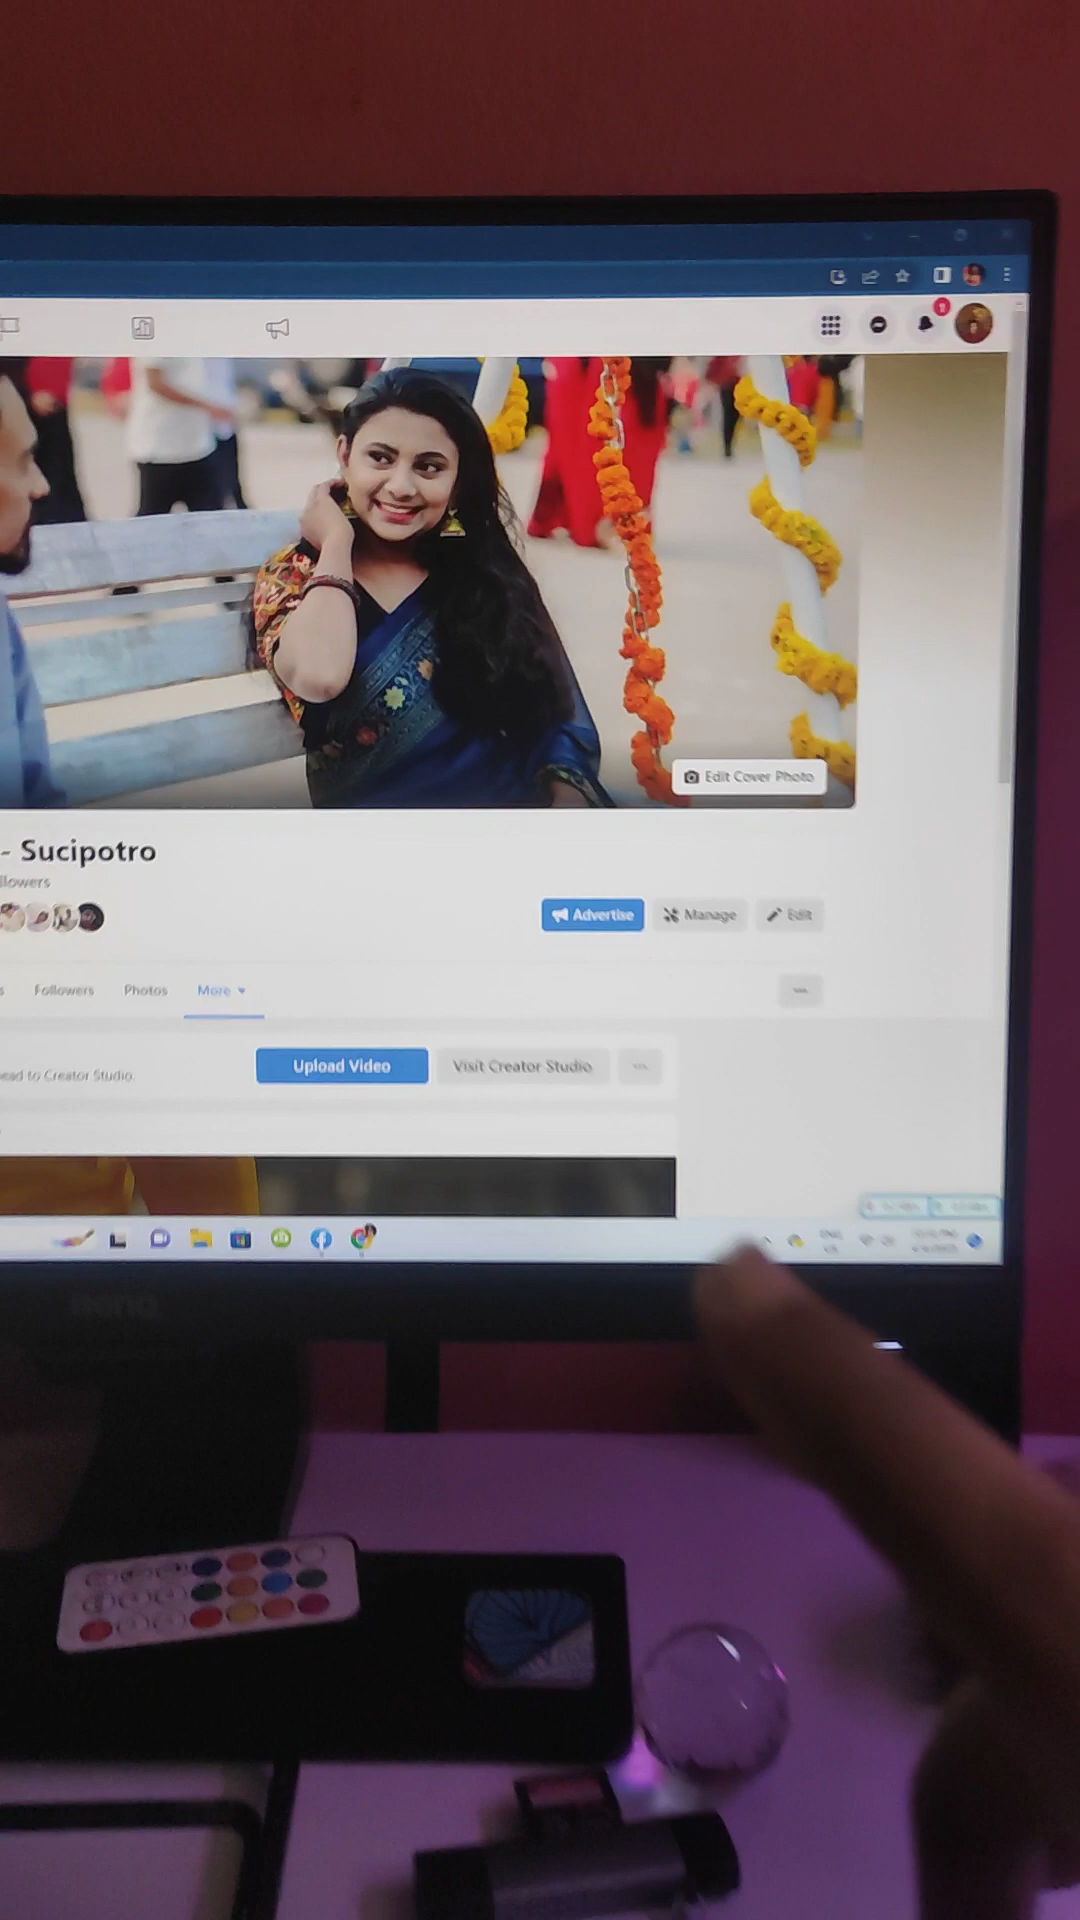 Edit Cover Photo
- Sucipotro
llowers
Advertise
Manage
Edit
s
Followers
Photos
More
Upload Video
Visit Creator Studio
ead to Creator Studio.
BenQ